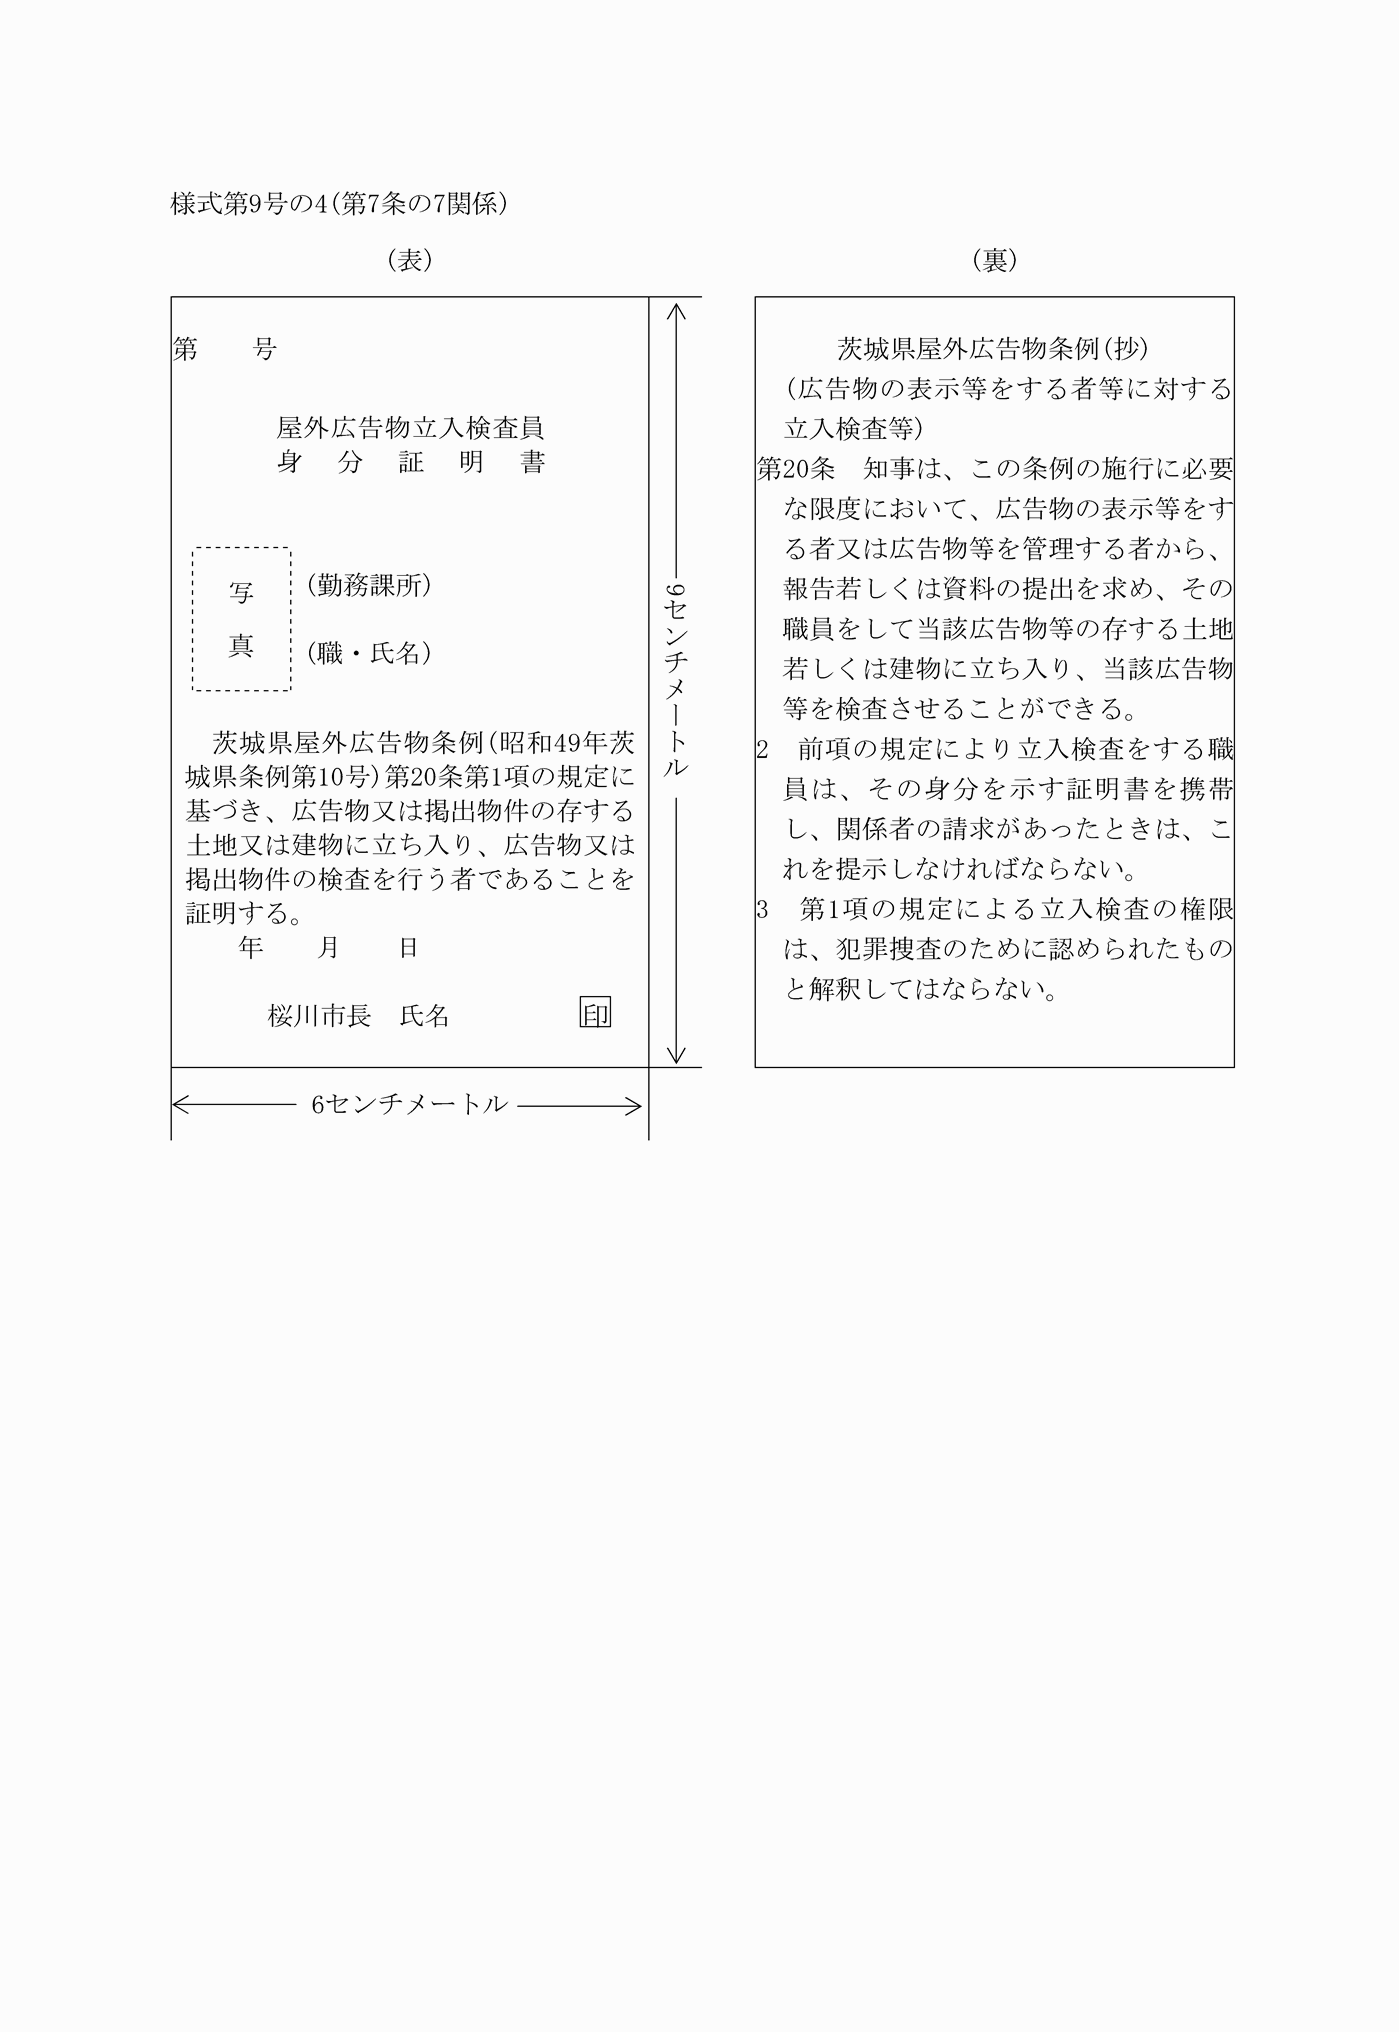 様式第9号の4(第7条の7関係)
(表)
第　　号
屋外広告物立入検査員
身　分　証　明　書
写
真
(勤務課所)
(職・氏名)
茨城県屋外広告物条例(昭和49年茨
城県条例第10号)第20条第1項の規定に
基づき、広告物又は掲出物件の存する
土地又は建物に立ち入り、広告物又は
掲出物件の検査を行う者であることを
証明する。
年　　月　　日
桜川市長　氏名　　　　　印
9センチメートル
6センチメートル
(裏)
茨城県屋外広告物条例(抄)
(広告物の表示等をする者等に対する
立入検査等)
第20条　知事は、この条例の施行に必要
な限度において、広告物の表示等をす
る者又は広告物等を管理する者から、
報告若しくは資料の提出を求め、その
職員をして当該広告物等の存する土地
若しくは建物に立ち入り、当該広告物
等を検査させることができる。
2　前項の規定により立入検査をする職
員は、その身分を示す証明書を携帯
し、関係者の請求があったときは、こ
れを提示しなければならない。
3　第1項の規定による立入検査の権限
は、犯罪捜査のために認められたもの
と解釈してはならない。